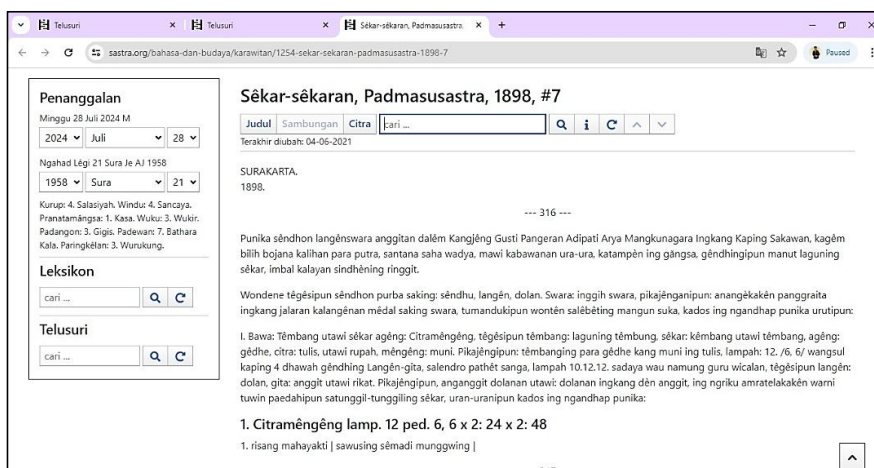 Telusuri
Telusuri
Sêkar-sêkaran, Padmasusastra
sastra.org/bahasa-dan-budaya/karawitan/1254-sekar-sekaran-padmasusastra-1898-7
Paused
Penanggalan
Minggu 28 Juli 2024 M
2024 Juli 28
Ngahad Lêgi 21 Sura Je AJ 1958
1958 Sura 21
Kurup: 4. Salasiyah. Windu: 4. Sancaya.
Pranatamăngsa: 1. Kasa. Wuku: 3. Wukir.
Padangon: 3. Gigis. Padewan: 7. Bathara
Kala. Paringkêlan: 3. Wurukung.
Leksikon
cari ...
Telusuri
cari ...
Sêkar-sêkaran, Padmasusastra, 1898, #7
Judul Sambungan Citra cari ...
Terakhir diubah: 04-06-2021
SURAKARTA.
1898.
--- 316 ---
Punika sêndhon langênswara anggitan dalêm Kangjêng Gusti Pangeran Adipati Arya Mangkunagara Ingkang Kaping Sakawan, kagêm
bilih bojana kalihan para putra, santana saha wadya, mawi kabawanan ura-ura, katampèn ing găngsa, gêndhingipun manut laguning
sêkar, imbal kalayan sindhèning ringgit.
Wondene têgêsipun sêndhon purba saking: sêndhu, langên, dolan. Swara: inggih swara, pikajênganipun: anangèkakên panggraita
ingkang jalaran kalangênan mêdal saking swara, tumandukipun wontên salêbêting mangun suka, kados ing ngandhap punika urutipun:
I. Bawa: Têmbang utawi sêkar agêng: Citramêngêng, têgêsipun têmbang: laguning têmbung, sêkar: kêmbang utawi têmbang, agêng:
gêdhe, citra: tulis, utawi rupah, mêngêng: muni. Pikajêngipun: têmbanging para gêdhe kang muni ing tulis, lampah: 12. /6, 6/ wangsul
kaping 4 dhawah gêndhing Langên-gita, salendro pathêt sanga, lampah 10.12.12. sadaya wau namung guru wicalan, têgêsipun langên:
dolan, gita: anggit utawi rikat. Pikajêngipun, anganggit dolanan utawi: dolanan ingkang dèn anggit, ing ngriku amratelakakên warni
tuwin paedahipun satunggil-tunggiling sêkar, uran-uranipun kados ing ngandhap punika:
1. Citramêngêng lamp. 12 ped. 6, 6 x 2: 24 x 2: 48
1. risang mahayakti | sawusing sêmadi munggwing |